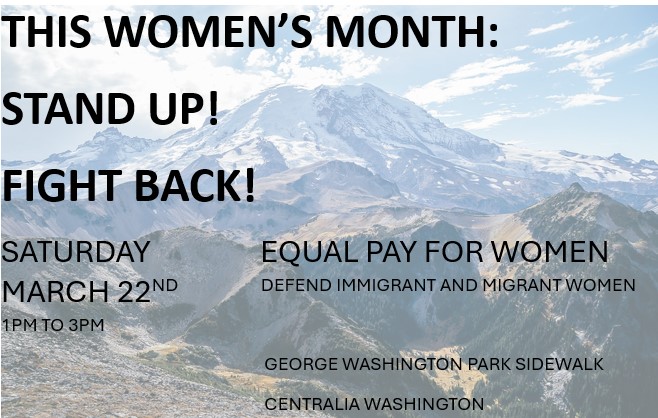 THIS WOMEN’S MONTH:
STAND UP!
FIGHT BACK!
SATURDAY
MARCH 22ND
1PM TO 3PM
EQUAL PAY FOR WOMEN
DEFEND IMMIGRANT AND MIGRANT WOMEN
GEORGE WASHINGTON PARK SIDEWALK
CENTRALIA WASHINGTON